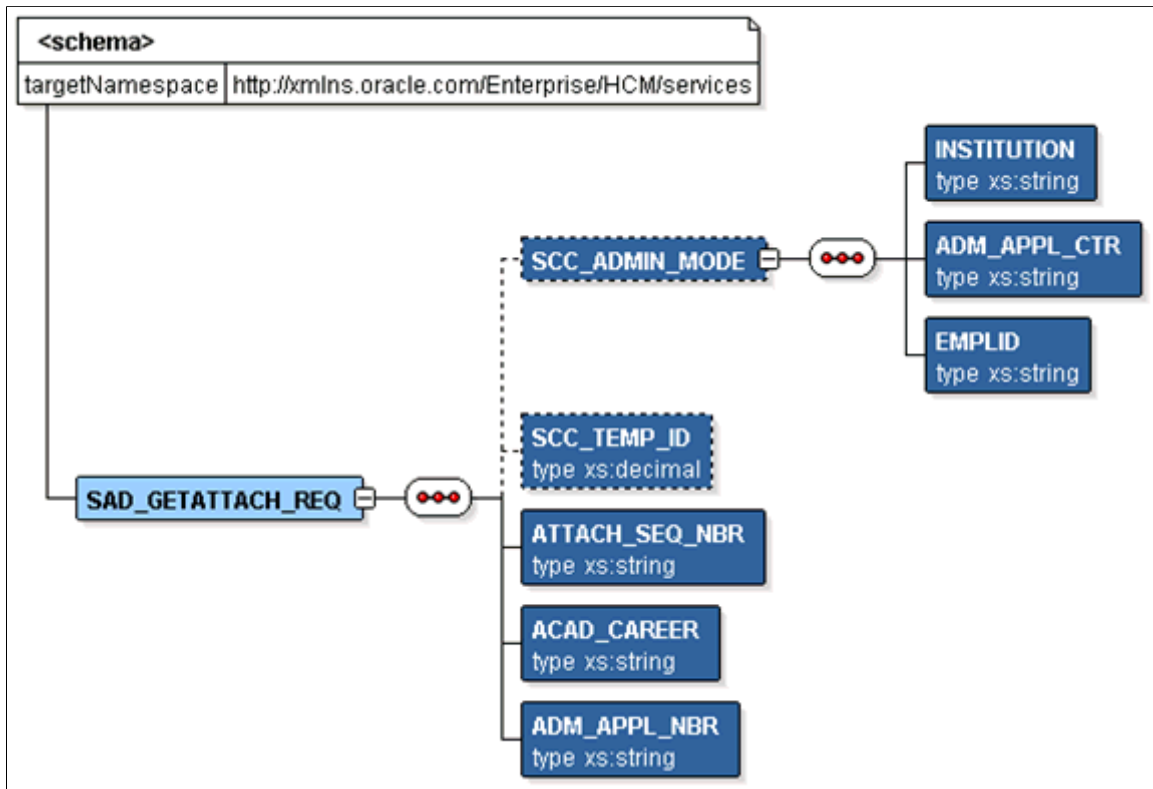 <schema>
targetNamespace http://xmlns.oracle.com/Enterprise/HCM/services
INSTITUTION
type xs:string
SCC_ADMIN_MODE
ADM_APPL_CTR
type xs:string
EMPLID
type xs:string
SCC_TEMP_ID
type xs:decimal
SAD_GETATTACH_REQ
ATTACH_SEQ_NBR
type xs:string
ACAD_CAREER
type xs:string
ADM_APPL_NBR
type xs:string